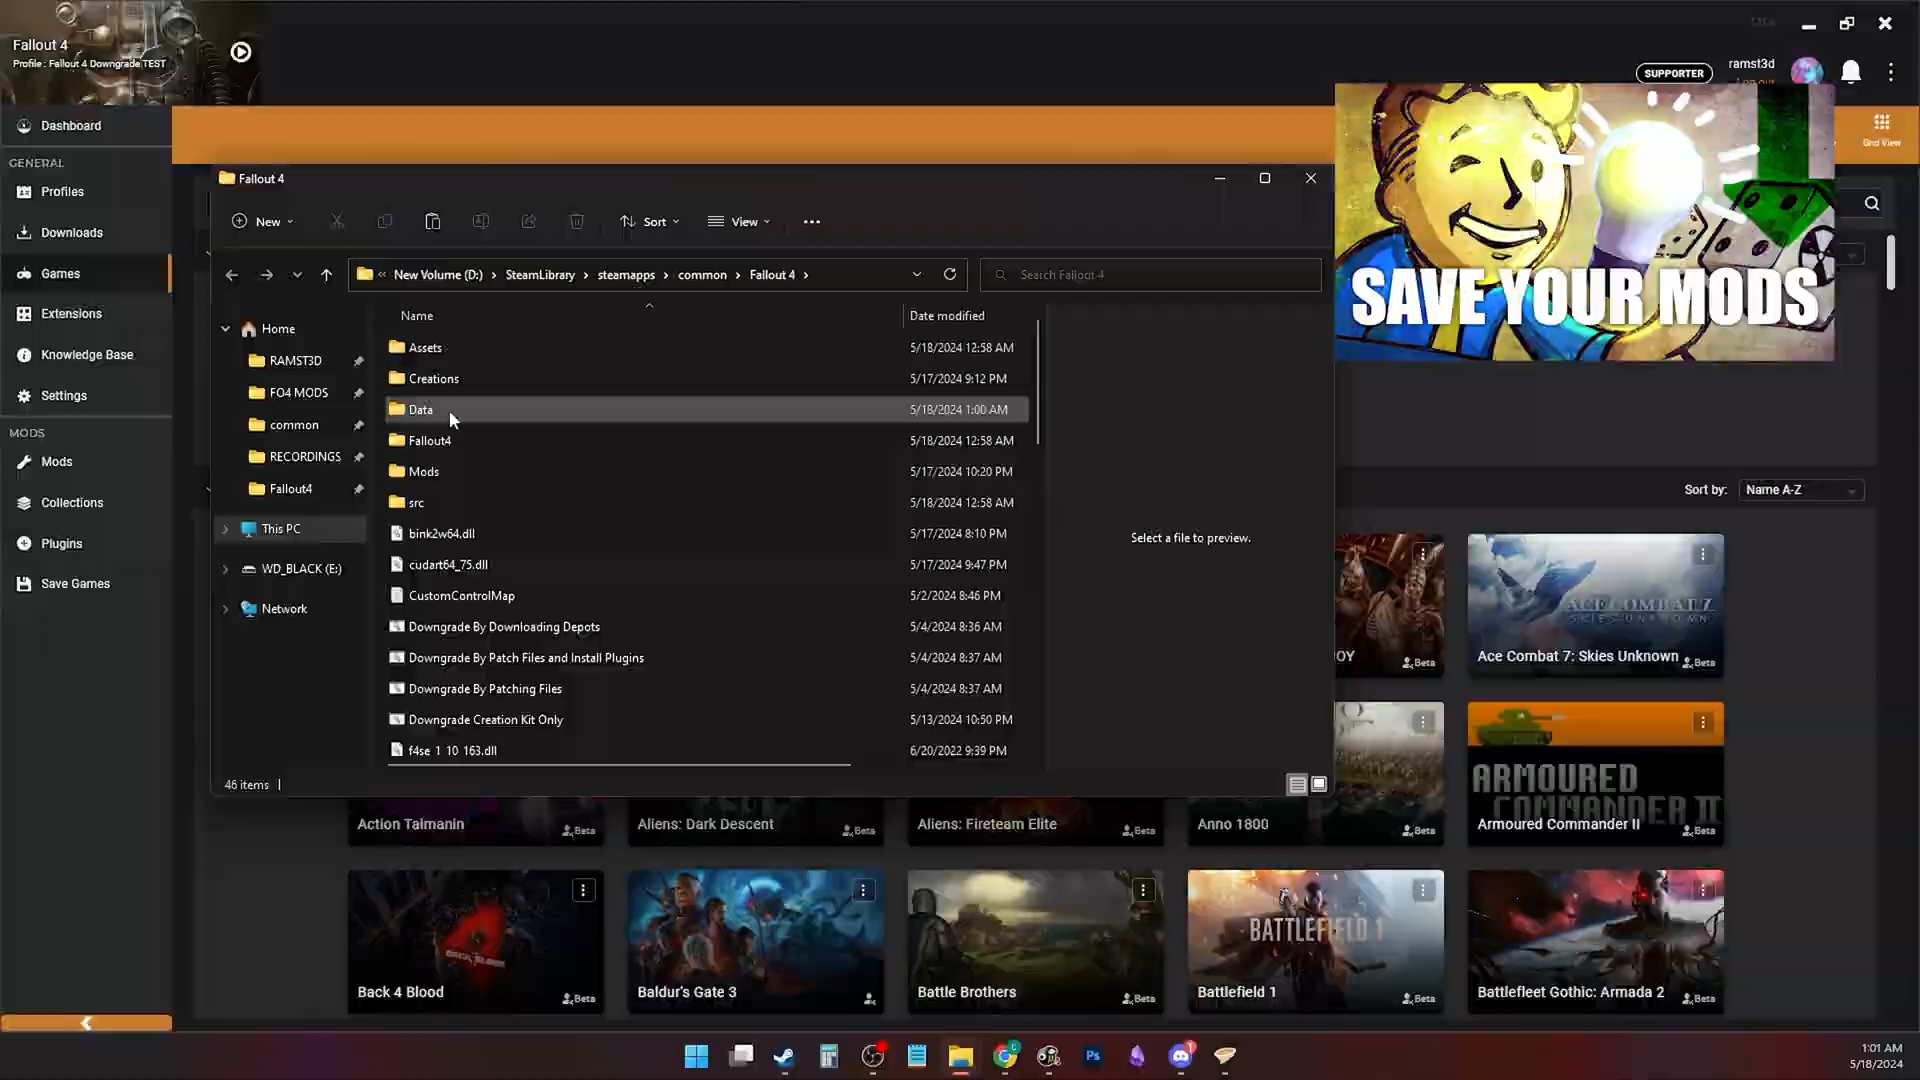 Fallout 4
Profile : Fallout 4 Downgrade TEST
SUPPORTER
ramst3d
Dashboard
GENERAL
Profiles
Downloads
Games
Extensions
Knowledge Base
Settings
MODS
Mods
Collections
Plugins
Save Games
Grid View
SAVE YOUR MODS
Fallout 4
New
Sort
View
New Volume (D:)
SteamLibrary
steamapps
common
Fallout 4
Search Fallout 4
Home
RAMST3D
FO4 MODS
common
RECORDINGS
Fallout4
This PC
WD_BLACK (E:)
Network
Name
Date modified
Assets
5/18/2024 12:58 AM
Creations
5/17/2024 9:12 PM
Data
5/18/2024 1:00 AM
Fallout4
5/18/2024 12:58 AM
Mods
5/17/2024 10:20 PM
src
5/18/2024 12:58 AM
bink2w64.dll
5/17/2024 8:10 PM
cudart64_75.dll
5/17/2024 9:47 PM
CustomControlMap
5/2/2024 8:46 PM
Downgrade By Downloading Depots
5/4/2024 8:36 AM
Downgrade By Patch Files and Install Plugins
5/4/2024 8:37 AM
Downgrade By Patching Files
5/4/2024 8:37 AM
Downgrade Creation Kit Only
5/13/2024 10:50 PM
f4se_1_10_163.dll
6/20/2022 9:39 PM
Select a file to preview.
46 items
Sort by:
Name A-Z
OY
Beta
ACE COMBAT 7
SKIES UNKNOWN
Ace Combat 7: Skies Unknown
Beta
Action Taimanin
Beta
Aliens: Dark Descent
Beta
Aliens: Fireteam Elite
Beta
Anno 1800
Beta
ARMOURED
COMMANDER II
Armoured Commander II
Beta
Back 4 Blood
Beta
Baldur's Gate 3
Battle Brothers
Beta
BATTLEFIELD 1
Battlefield 1
Beta
Battlefleet Gothic: Armada 2
Beta
Ps
1:01 AM
5/18/2024